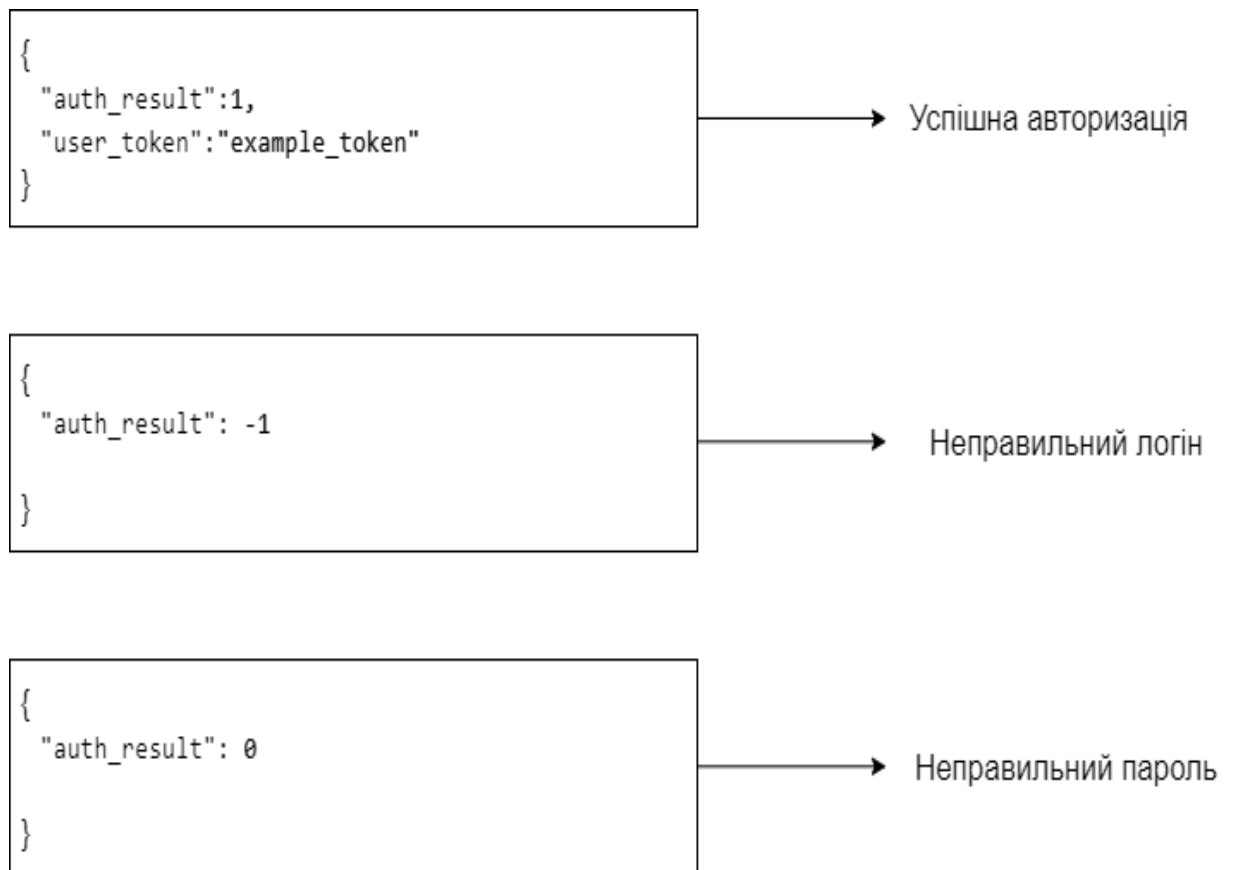 {
"auth_result":1,
"user_token":"example_token"
}
Успішна авторизація
{
"auth_result": -1
}
Неправильний логін
{
"auth_result": 0
}
Неправильний пароль